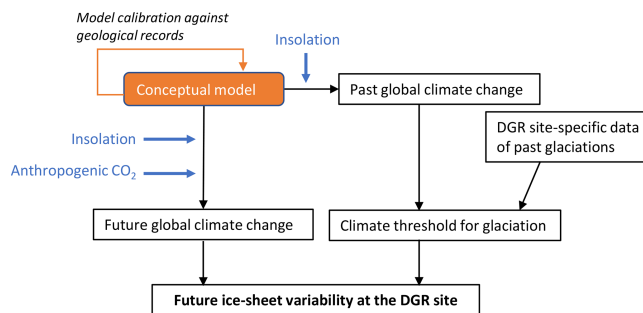 Model calibration against
geological records
Insolation
Conceptual model
Past global climate change
Insolation
DGR site-specific data
of past glaciations
Anthropogenic CO₂
Future global climate change
Climate threshold for glaciation
Future ice-sheet variability at the DGR site